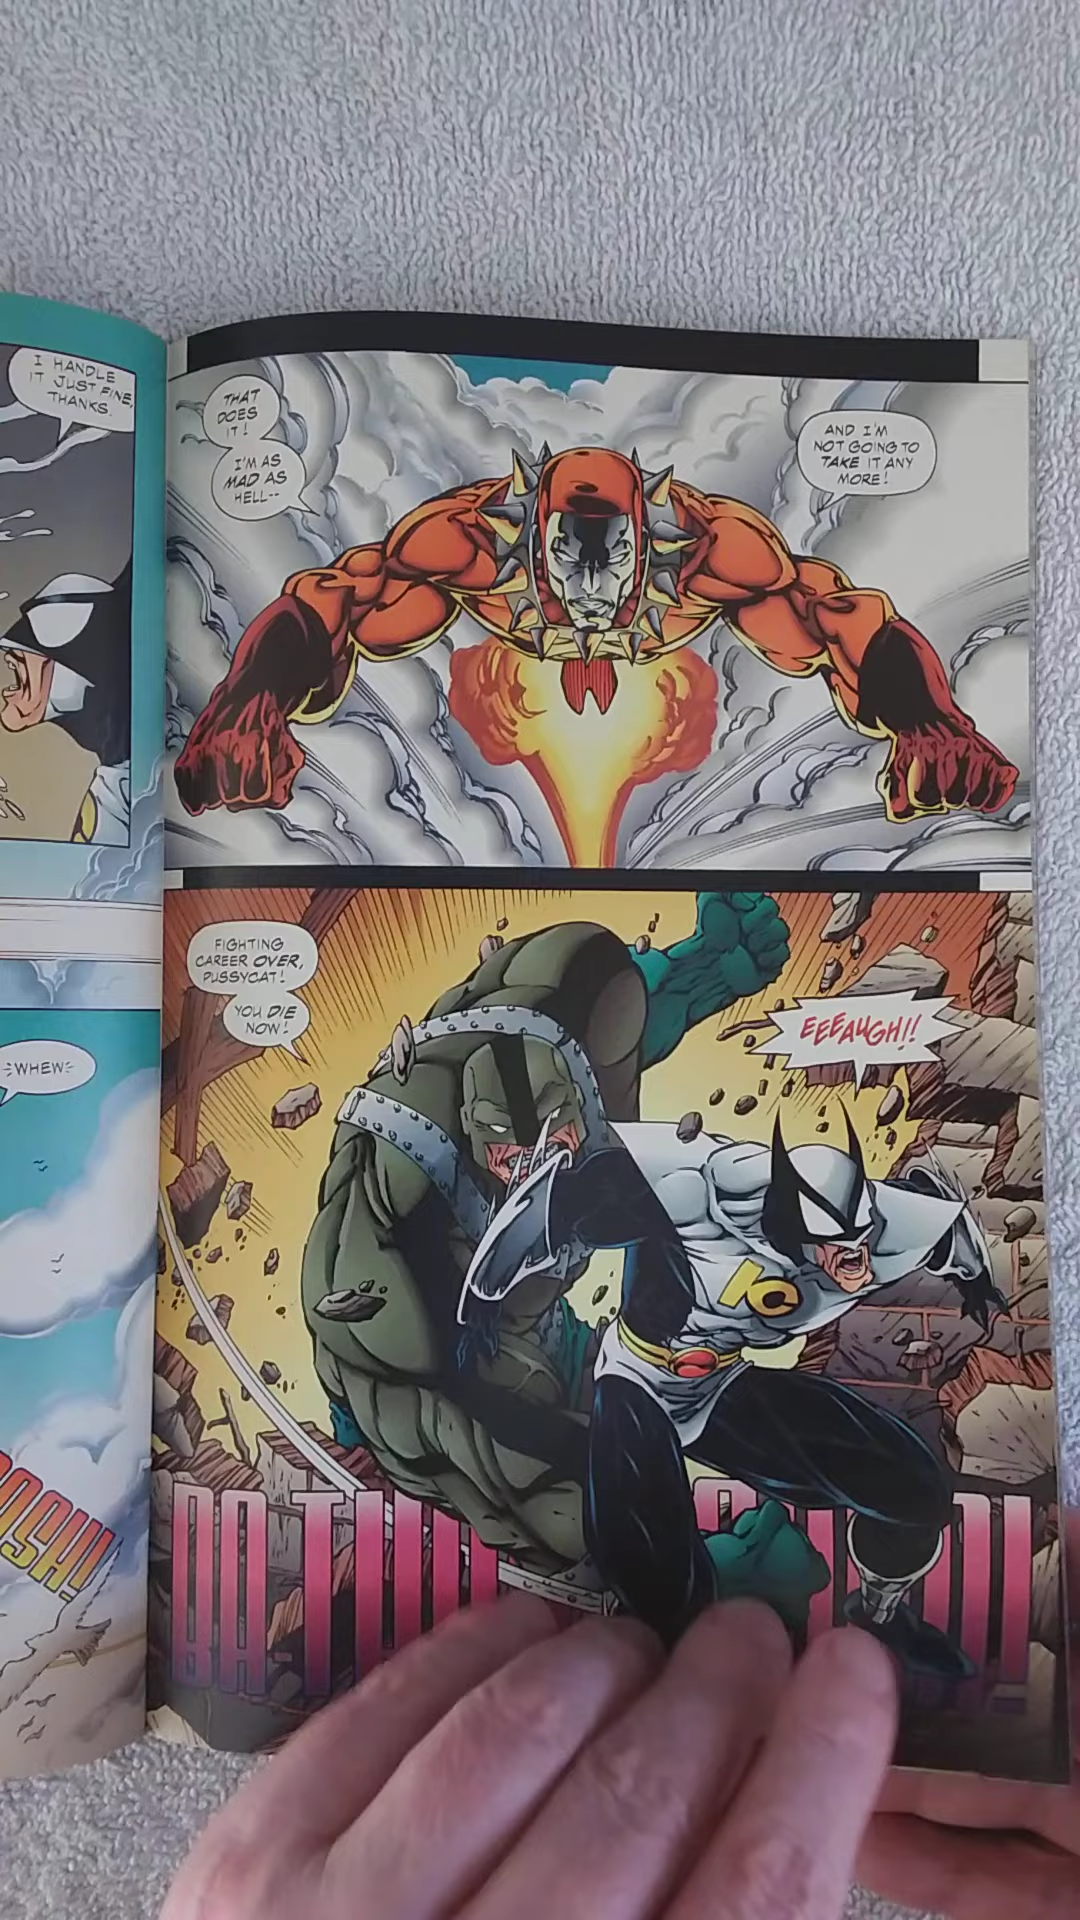 I HANDLE
IT JUST FINE,
THANKS.
WHEW
THAT
DOES
IT!
I'M AS
MAD AS
HELL--
AND I'M
NOT GOING TO
TAKE IT ANY
MORE!
FIGHTING
CAREER OVER,
PUSSYCAT!
YOU DIE
NOW!
EEEAUGH!!